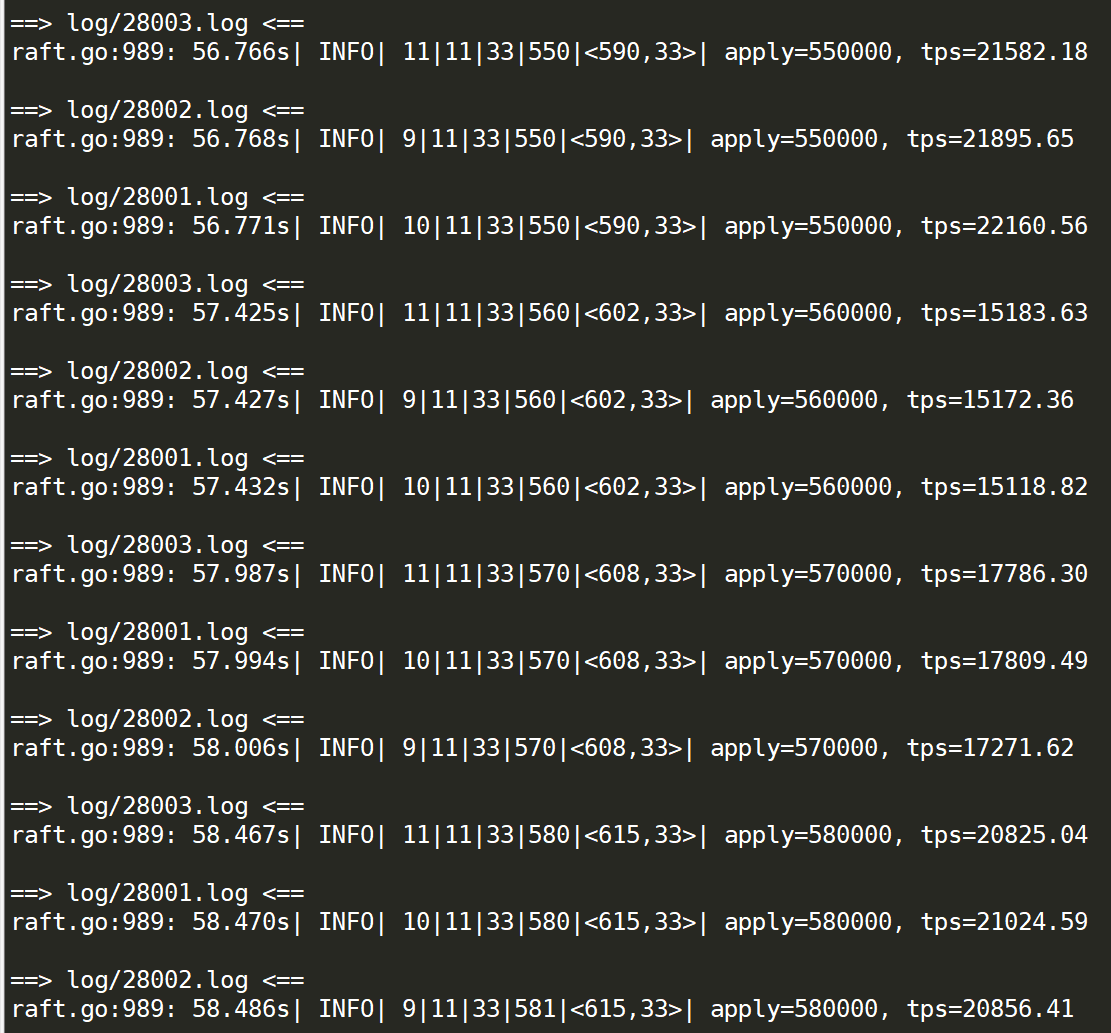 ==> log/28003.log <==
raft.go:989: 56.766s| INFO| 11|11|33|550|<590,33>| apply=550000, tps=21582.18
==> log/28002.log <==
raft.go:989: 56.768s| INFO| 9|11|33|550|<590,33>| apply=550000, tps=21895.65
==> log/28001.log <==
raft.go:989: 56.771s| INFO| 10|11|33|550|<590,33>| apply=550000, tps=22160.56
==> log/28003.log <==
raft.go:989: 57.425s| INFO| 11|11|33|560|<602,33>| apply=560000, tps=15183.63
==> log/28002.log <==
raft.go:989: 57.427s| INFO| 9|11|33|560|<602,33>| apply=560000, tps=15172.36
==> log/28001.log <==
raft.go:989: 57.432s| INFO| 10|11|33|560|<602,33>| apply=560000, tps=15118.82
==> log/28003.log <==
raft.go:989: 57.987s| INFO| 11|11|33|570|<608,33>| apply=570000, tps=17786.30
==> log/28001.log <==
raft.go:989: 57.994s| INFO| 10|11|33|570|<608,33>| apply=570000, tps=17809.49
==> log/28002.log <==
raft.go:989: 58.006s| INFO| 9|11|33|570|<608,33>| apply=570000, tps=17271.62
==> log/28003.log <==
raft.go:989: 58.467s| INFO| 11|11|33|580|<615,33>| apply=580000, tps=20825.04
==> log/28001.log <==
raft.go:989: 58.470s| INFO| 10|11|33|580|<615,33>| apply=580000, tps=21024.59
==> log/28002.log <==
raft.go:989: 58.486s| INFO| 9|11|33|581|<615,33>| apply=580000, tps=20856.41